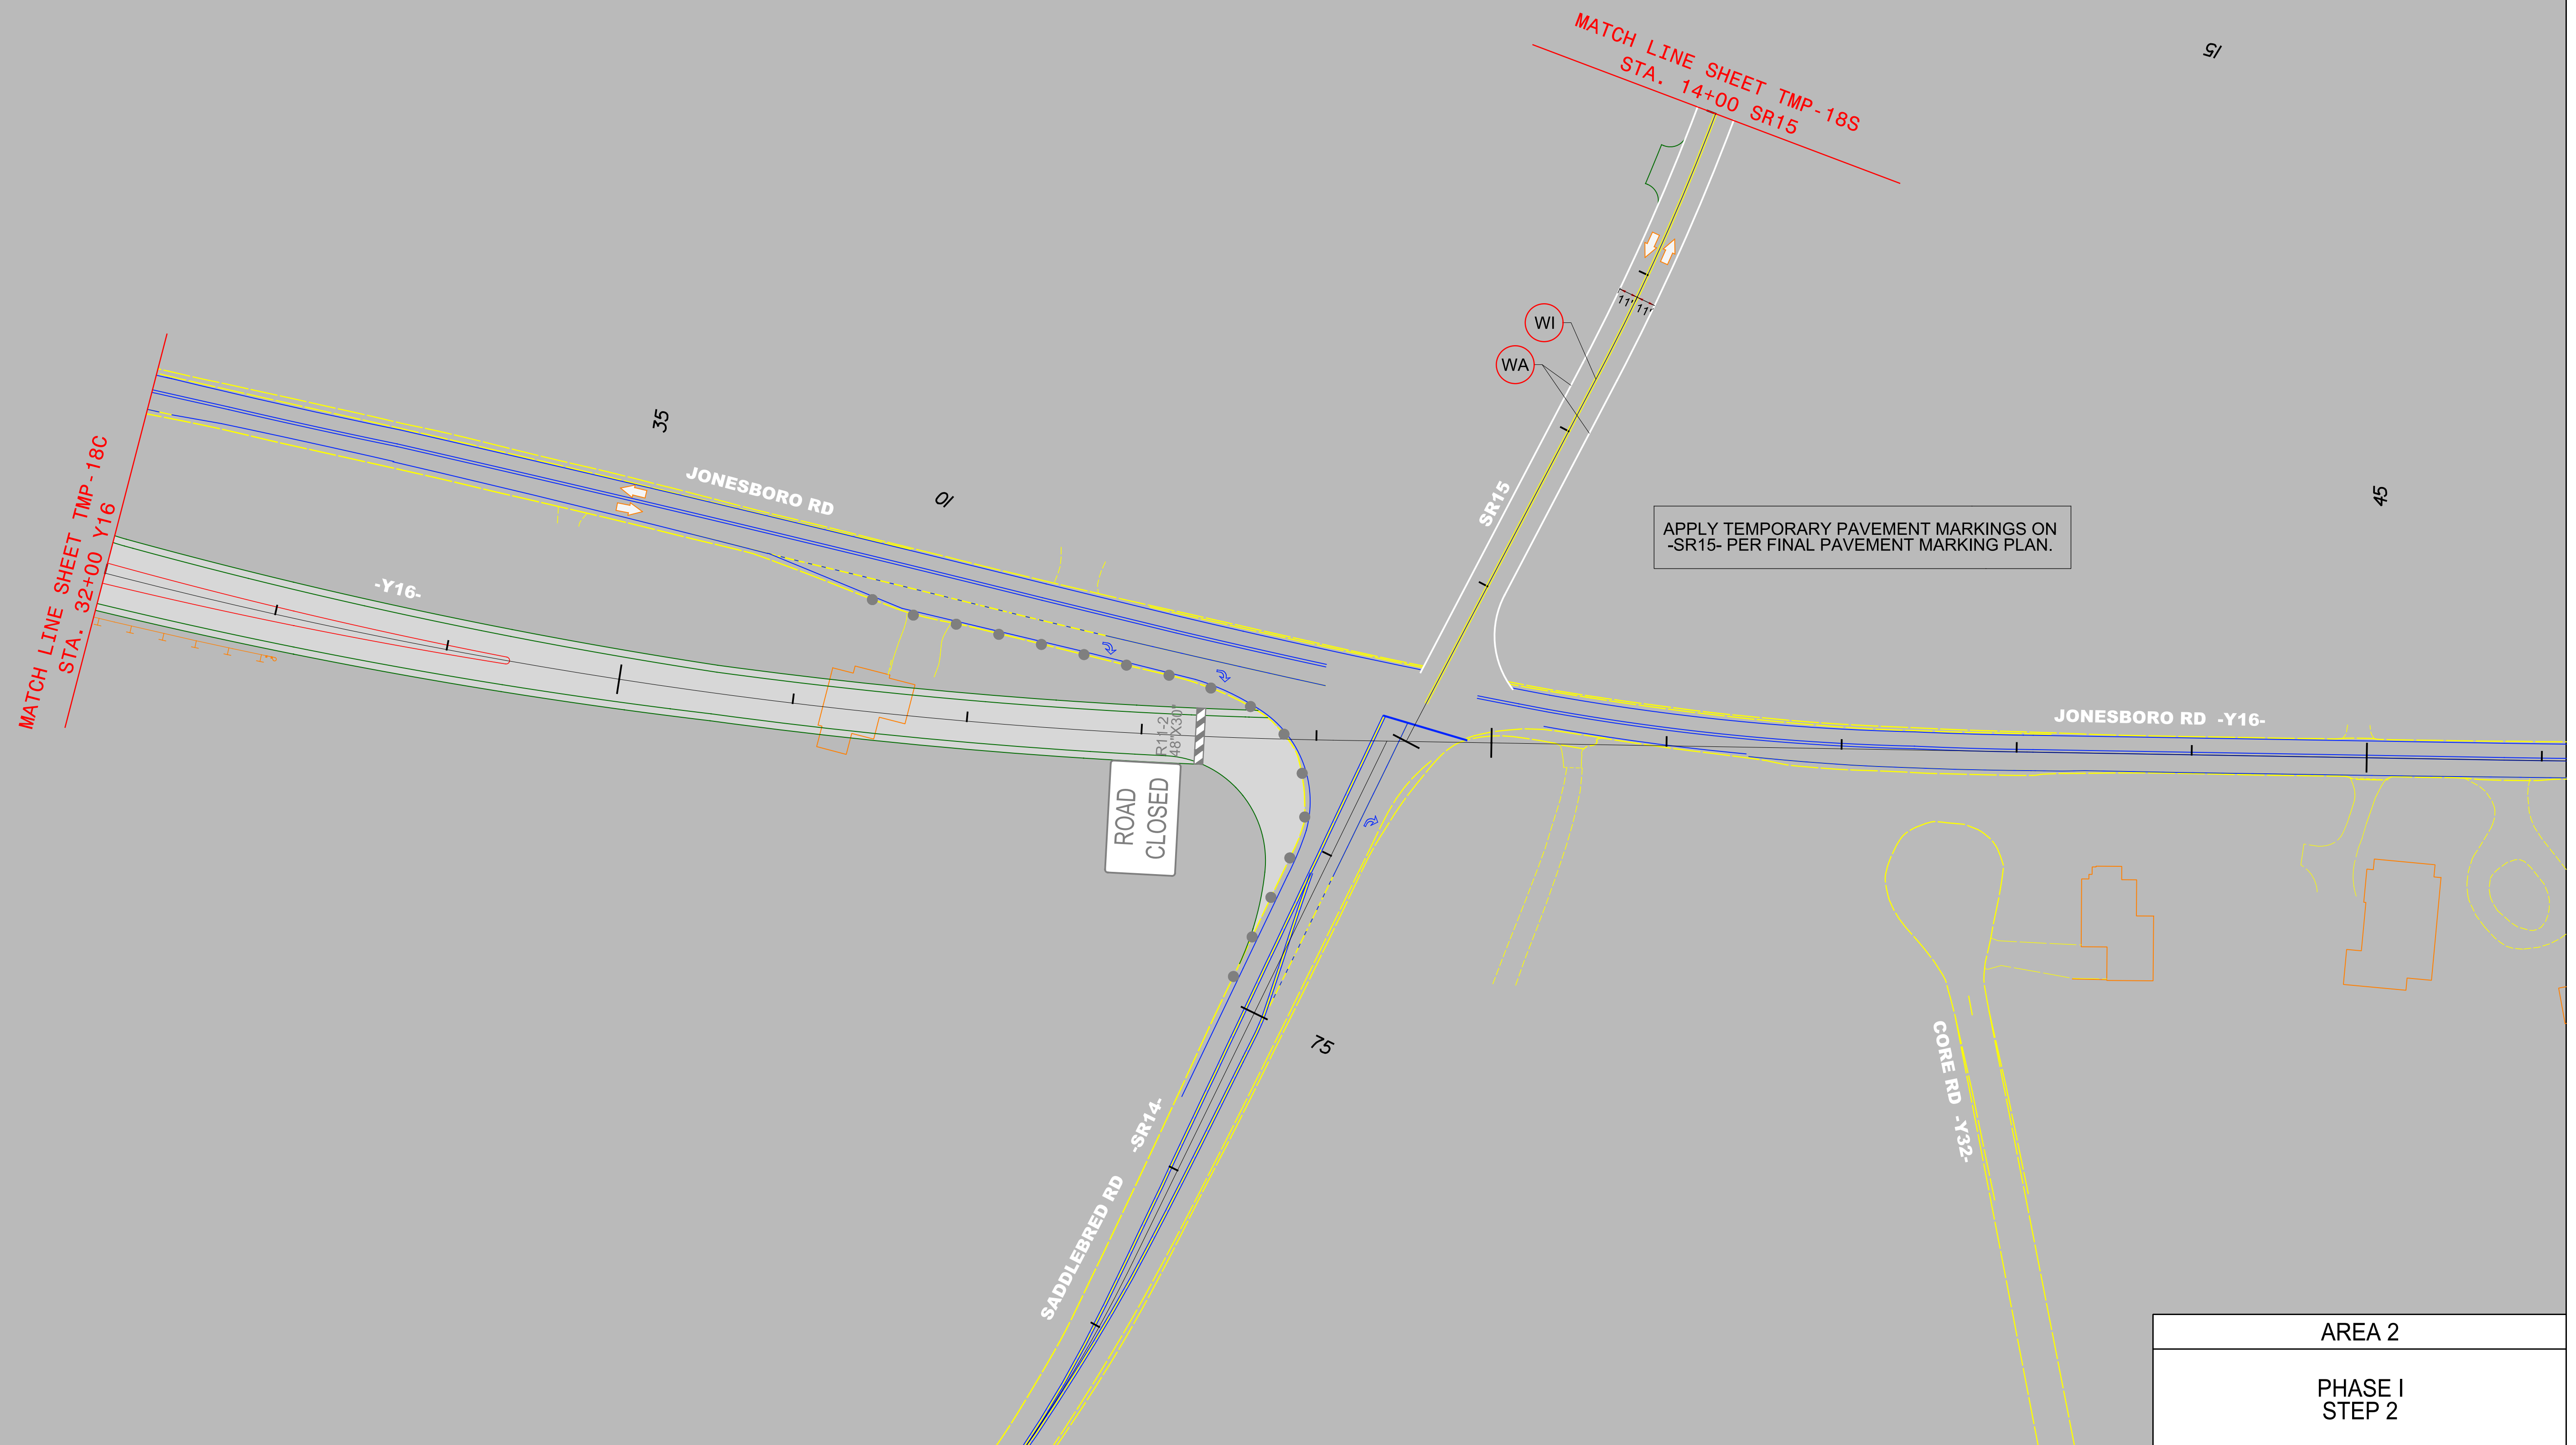 MATCH LINE SHEET TMP-18S
STA. 14+00 SR15
15
MATCH LINE SHEET TMP-18C
STA. 32+00 Y16
35
JONESBORO RD
10
-Y16-
WI
WA
11'
11'
SR15
APPLY TEMPORARY PAVEMENT MARKINGS ON
-SR15- PER FINAL PAVEMENT MARKING PLAN.
45
JONESBORO RD -Y16-
R11-2
48"X30"
ROAD
CLOSED
75
SADDLEBRED RD -SR14-
CORE RD -Y32-
AREA 2
PHASE I
STEP 2